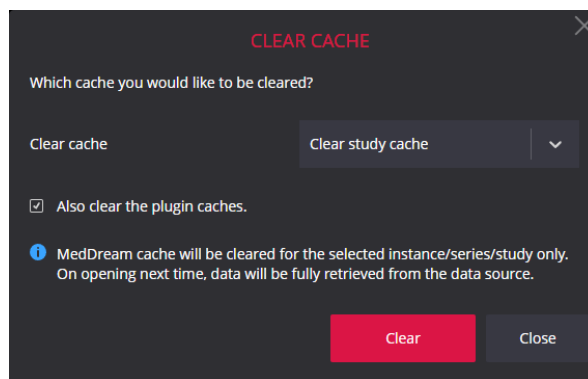 CLEAR CACHE
Which cache you would like to be cleared?
Clear cache
Clear study cache
Also clear the plugin caches.
MedDream cache will be cleared for the selected instance/series/study only.
On opening next time, data will be fully retrieved from the data source.
Clear
Close